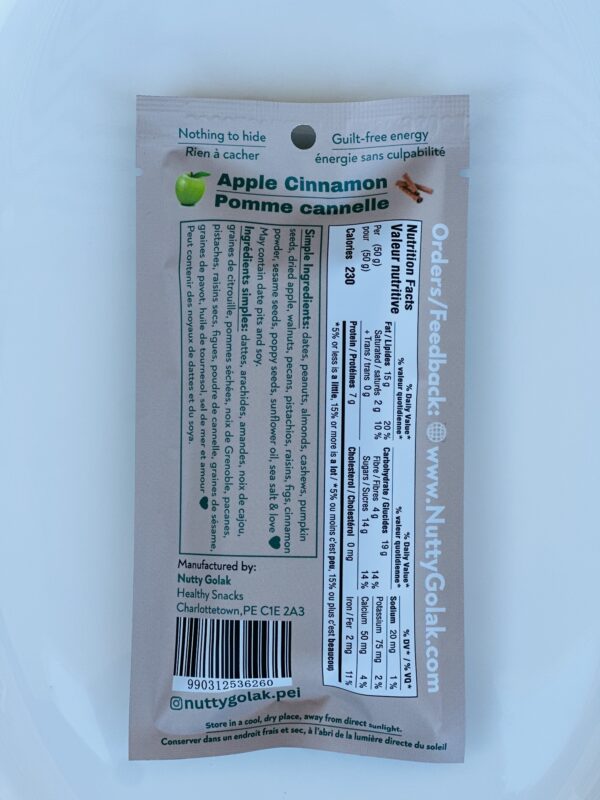 Nothing to hide
Rien à cacher
Guilt-free energy
énergie sans culpabilité
Apple Cinnamon
Pomme cannelle
Orders/Feedback: www.NuttyGolak.com
Nutrition Facts
Valeur nutritive
Per (50 g)
pour (50 g)
Calories 230
% Daily Value*
% valeur quotidienne*
Fat / Lipides 15 g 20 %
Saturated / saturés 2 g 10 %
+ Trans / trans 0 g
Protein / Protéines 7 g
% Daily Value*
% valeur quotidienne*
Carbohydrate / Glucides 19 g
Fibre / Fibres 4 g 14 %
Sugars / Sucres 14 g 14 %
Cholesterol / Cholestérol 0 mg
% DV* / % VQ*
Sodium 20 mg 1 %
Potassium 75 mg 2 %
Calcium 50 mg 4 %
Iron / Fer 2 mg 11 %
*5% or less is a little, 15% or more is a lot / *5% ou moins c'est peu, 15% ou plus c'est beaucoup
Simple Ingredients: dates, peanuts, almonds, cashews, pumpkin
seeds, dried apple, walnuts, pecans, pistachios, raisins, figs, cinnamon
powder, sesame seeds, poppy seeds, sunflower oil, sea salt & love
May contain date pits and soy.
Ingrédients simples: dattes, arachides, amandes, noix de cajou,
graines de citrouille, pommes séchées, noix de Grenoble, pacanes,
pistaches, raisins secs, figues, poudre de cannelle, graines de sésame,
graines de pavot, huile de tournesol, sel de mer et amour
Peut contenir des noyaux de dattes et du soya.
Manufactured by:
Nutty Golak
Healthy Snacks
Charlottetown, PE C1E 2A3
990312536260
nuttygolak.pei
Store in a cool, dry place, away from direct sunlight.
Conserver dans un endroit frais et sec, à l'abri de la lumière directe du soleil